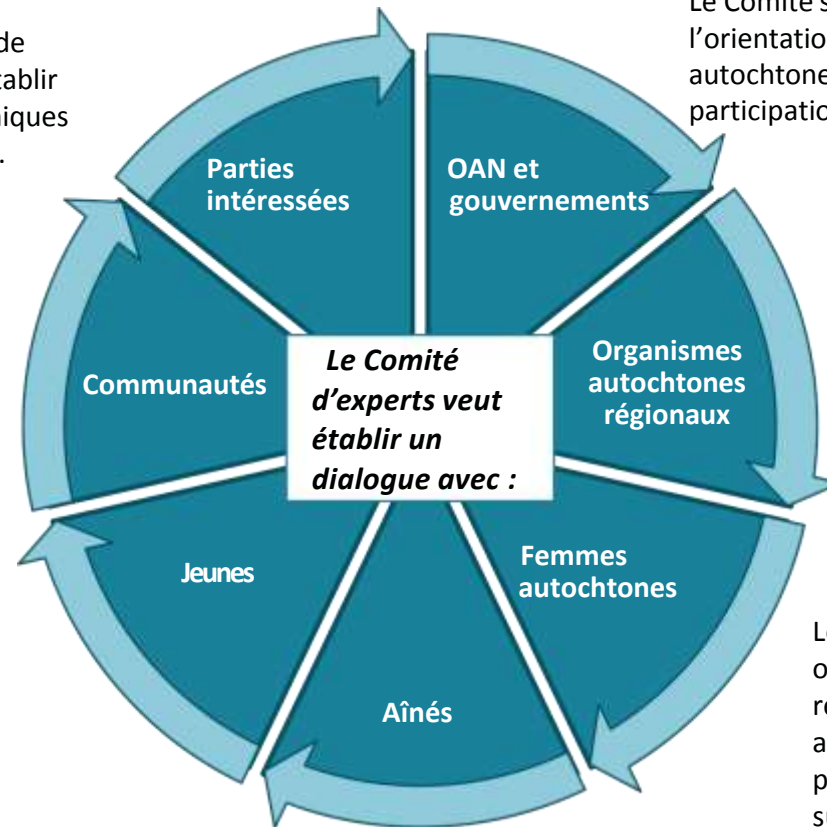 de
tablir
niques
.
Le Comité s
l’orientatio
autochtone
participatio
Parties
intéressées
OAN et
gouvernements
Organismes
autochtones
régionaux
Femmes
autochtones
Aînés
Jeunes
Communautés
Le Comité
d’experts veut
établir un
dialogue avec :
L
o
r
a
p
s